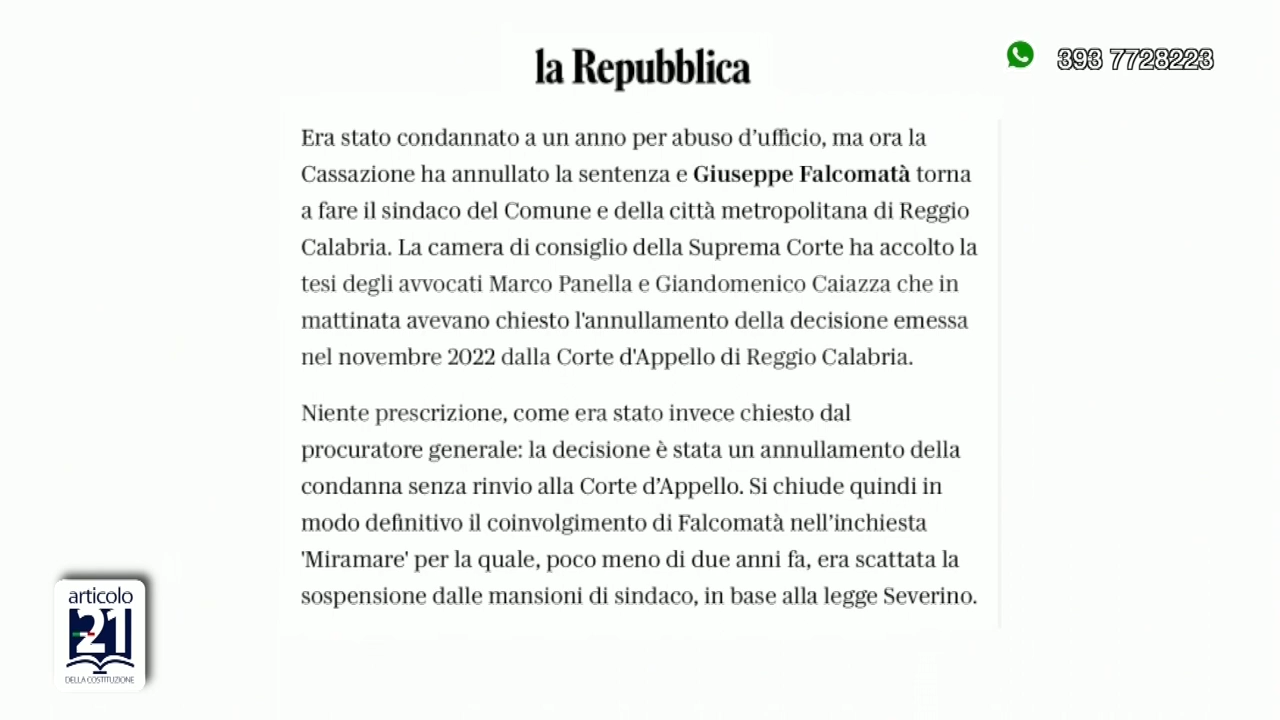 la Repubblica
393 7728223
Era stato condannato a un anno per abuso d’ufficio, ma ora la
Cassazione ha annullato la sentenza e Giuseppe Falcomatà torna
a fare il sindaco del Comune e della città metropolitana di Reggio
Calabria. La camera di consiglio della Suprema Corte ha accolto la
tesi degli avvocati Marco Panella e Giandomenico Caiazza che in
mattinata avevano chiesto l'annullamento della decisione emessa
nel novembre 2022 dalla Corte d'Appello di Reggio Calabria.
Niente prescrizione, come era stato invece chiesto dal
procuratore generale: la decisione è stata un annullamento della
condanna senza rinvio alla Corte d’Appello. Si chiude quindi in
modo definitivo il coinvolgimento di Falcomatà nell’inchiesta
'Miramare' per la quale, poco meno di due anni fa, era scattata la
sospensione dalle mansioni di sindaco, in base alla legge Severino.
articolo
21
DELLA COSTITUZIONE